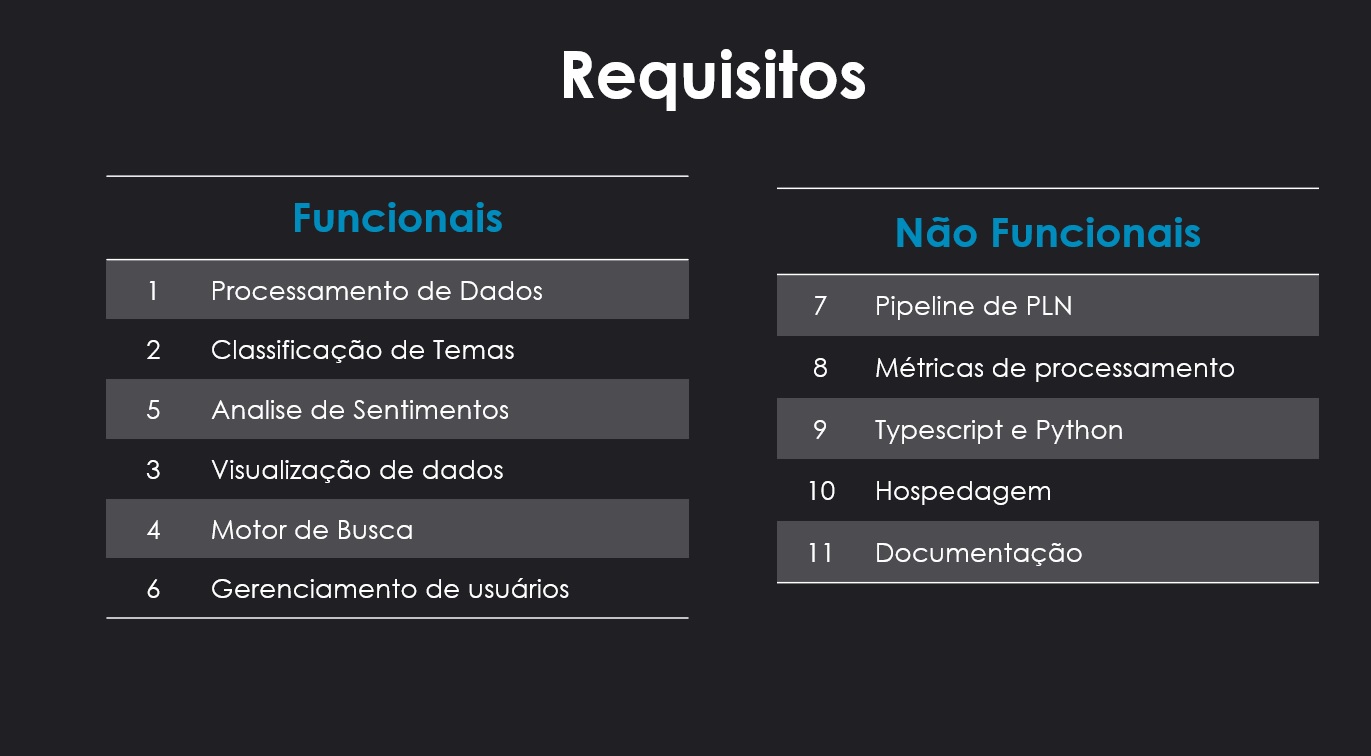 Requisitos
Funcionais
1 Processamento de Dados
2 Classificação de Temas
5 Analise de Sentimentos
3 Visualização de dados
4 Motor de Busca
6 Gerenciamento de usuários
Não Funcionais
7 Pipeline de PLN
8 Métricas de processamento
9 Typescript e Python
10 Hospedagem
11 Documentação